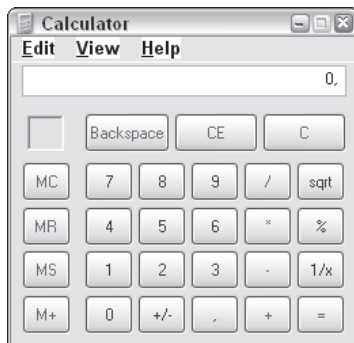 Calculator
Edit View Help
0,
Backspace CE C
MC 7 8 9 / sqrt
MR 4 5 6 * %
MS 1 2 3 - 1/x
M+ 0 +/- , + =